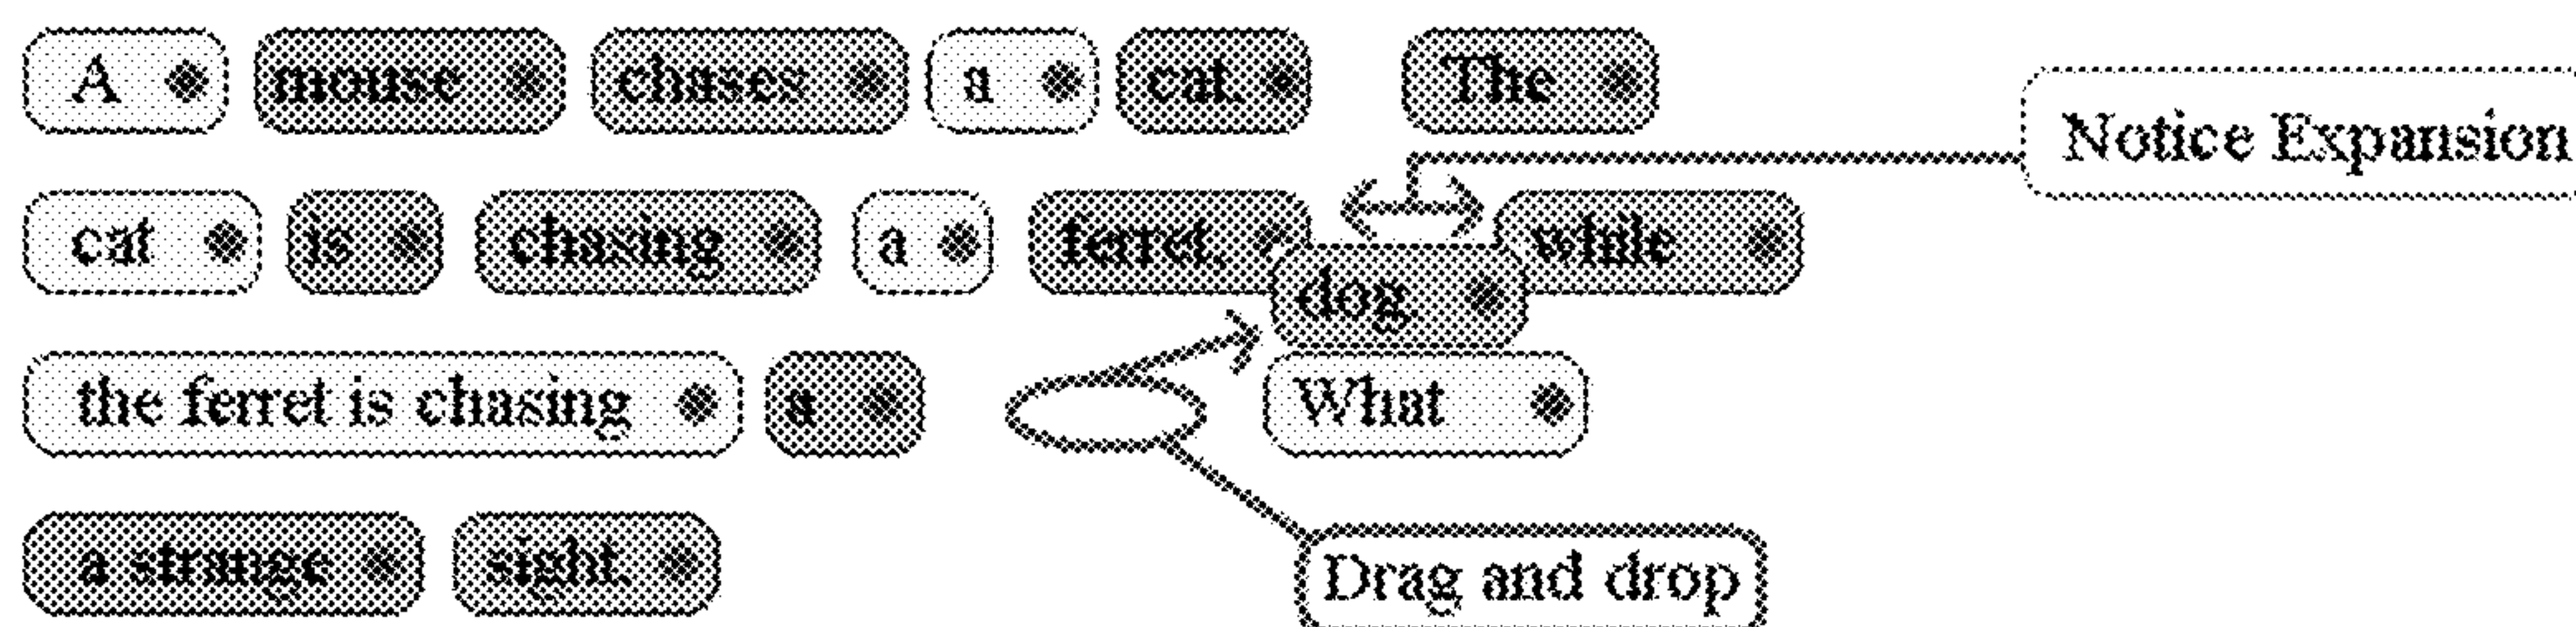 A mouse chases a cat. The
Notice Expansion
cat is chasing a ferret. while
dog
the ferret is chasing a What
a strange sight.
Drag and drop